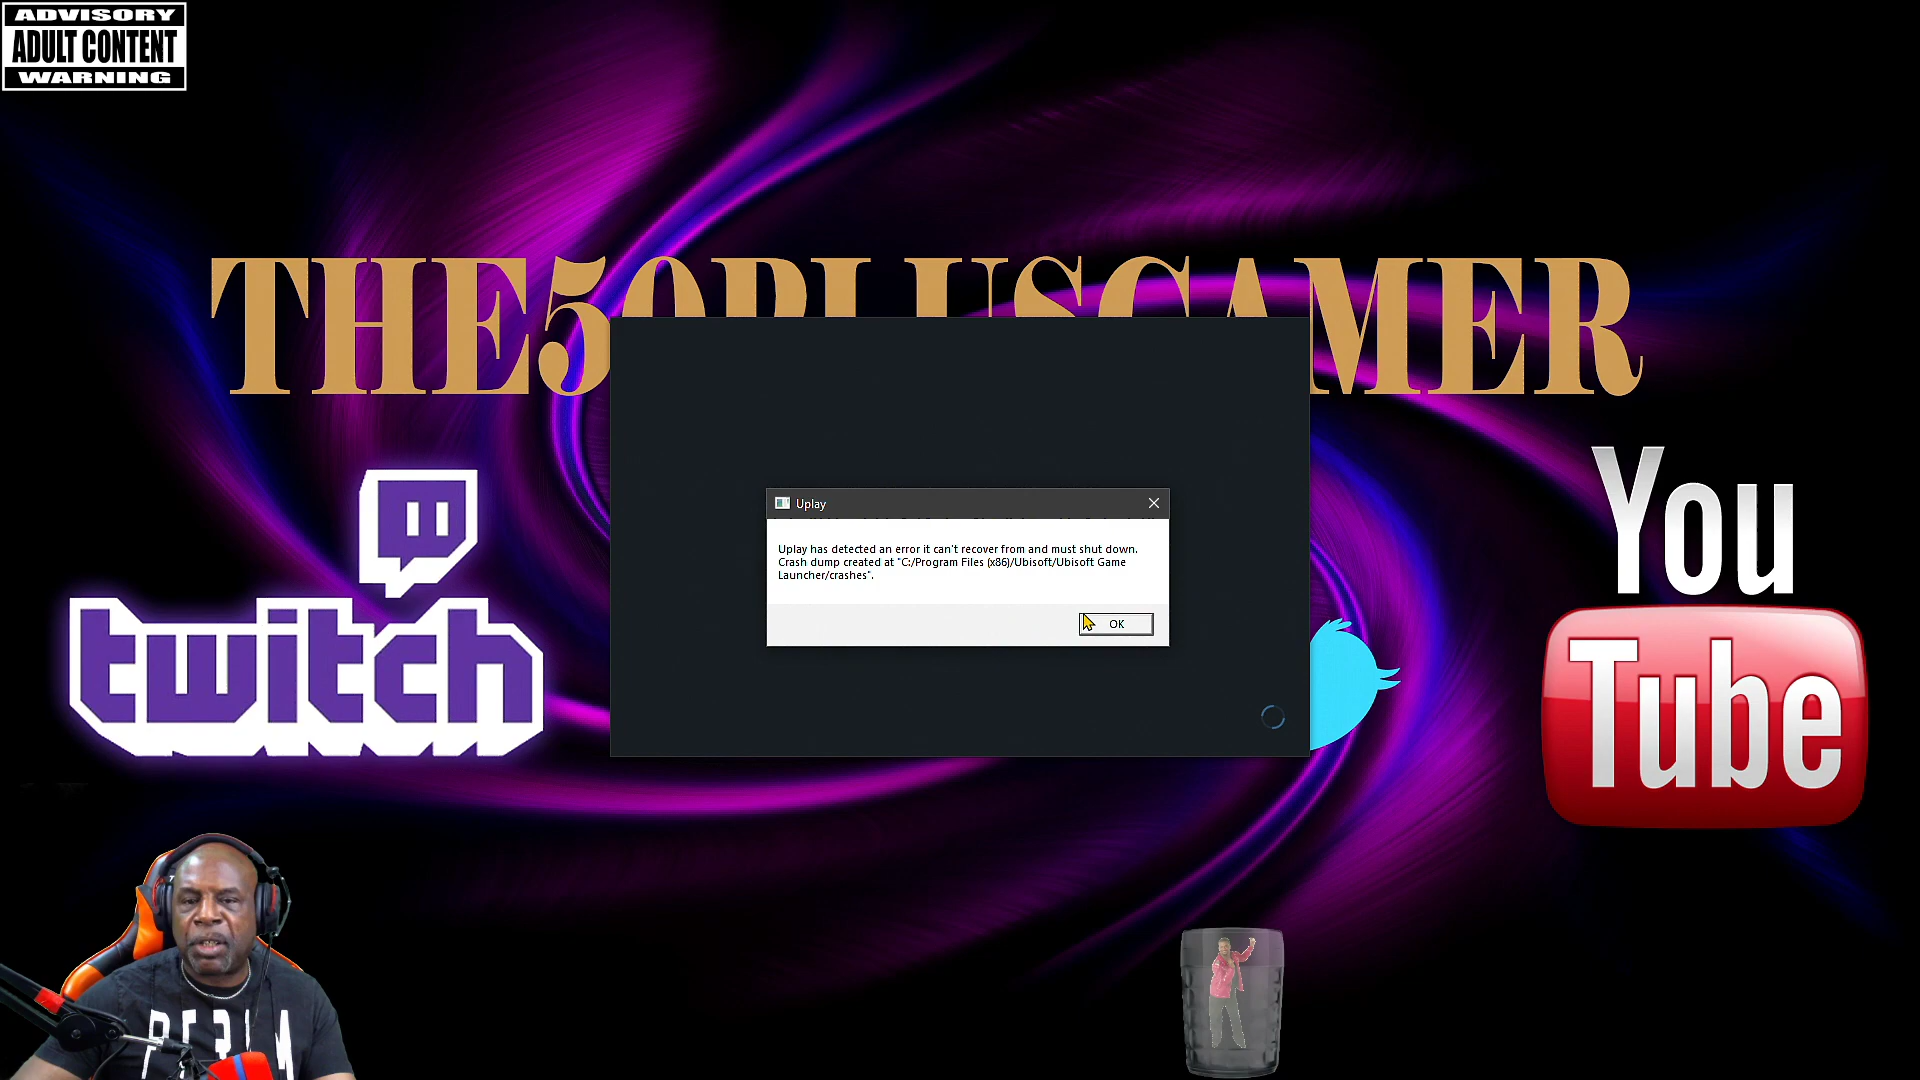 ADVISORY
ADULT CONTENT
WARNING
THE50PLUSGAMER
Uplay
Uplay has detected an error it can't recover from and must shut down.
Crash dump created at "C:/Program Files (x86)/Ubisoft/Ubisoft Game
Launcher/crashes".
OK
twitch
You
Tube